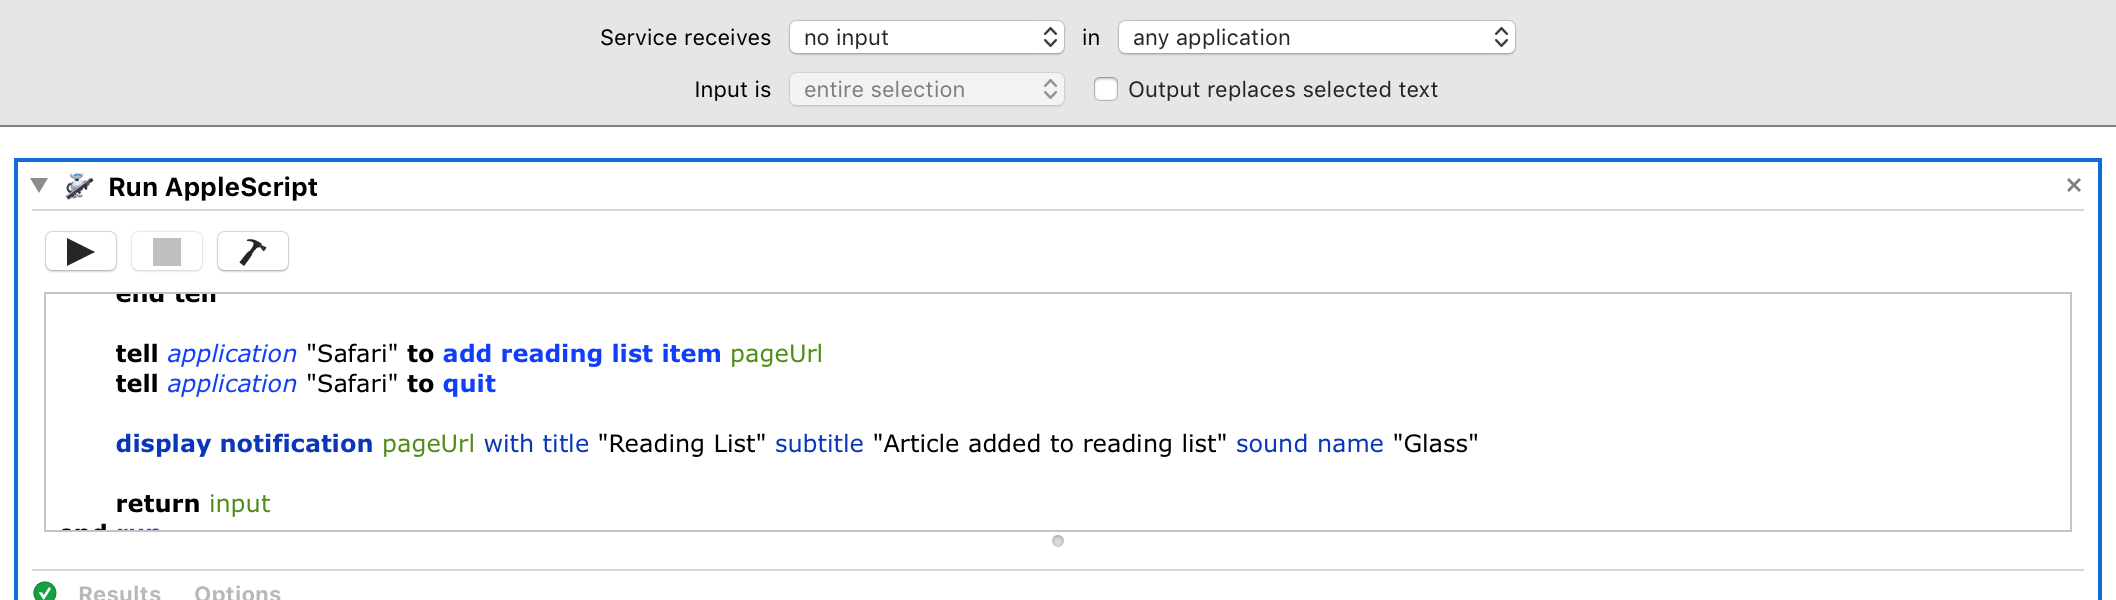 Service receives no input in any application
Input is entire selection Output replaces selected text
Run AppleScript
end tell
tell application "Safari" to add reading list item pageUrl
tell application "Safari" to quit
display notification pageUrl with title "Reading List" subtitle "Article added to reading list" sound name "Glass"
return input
end run
Results Options